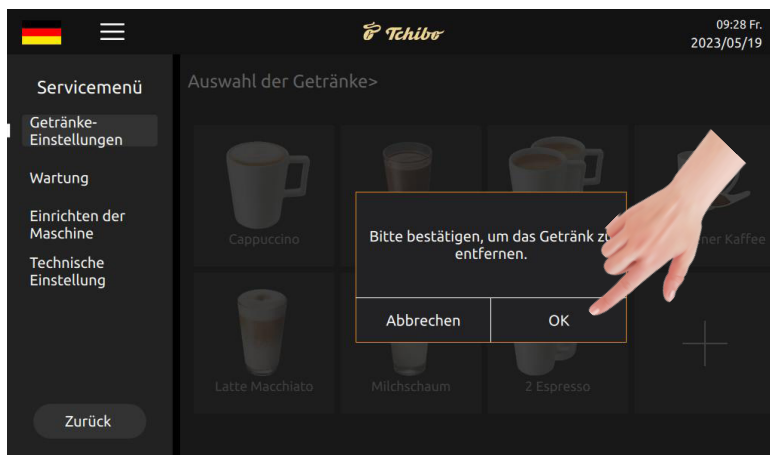 Tchibo
09:28 Fr.
2023/05/19
Servicemenü
Getränke-
Einstellungen
Wartung
Einrichten der
Maschine
Technische
Einstellung
Zurück
Auswahl der Getränke>
Cappuccino
Kaffee
Bitte bestätigen, um das Getränk
entfernen.
Abbrechen
OK
Latte Macchiato
Milchschaum
2 Espresso